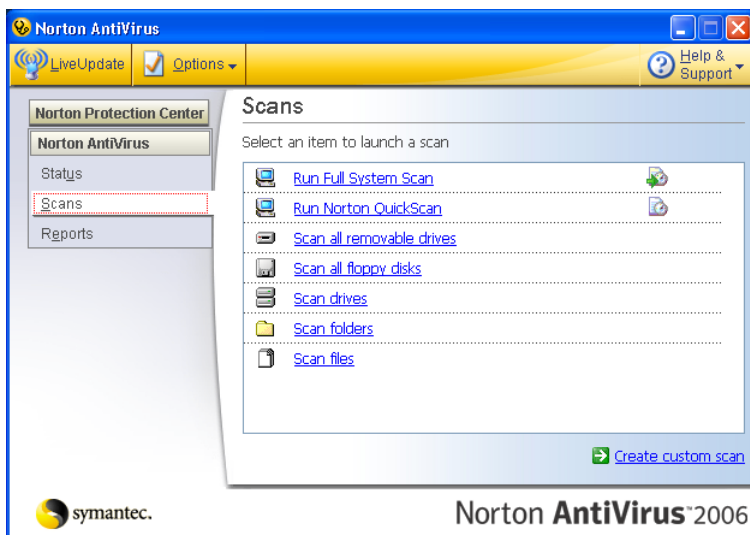 Norton AntiVirus
LiveUpdate
Options
Help & Support
Norton Protection Center
Norton AntiVirus
Status
Scans
Reports
Scans
Select an item to launch a scan
Run Full System Scan
Run Norton QuickScan
Scan all removable drives
Scan all floppy disks
Scan drives
Scan folders
Scan files
Create custom scan
symantec.
Norton AntiVirus™ 2006